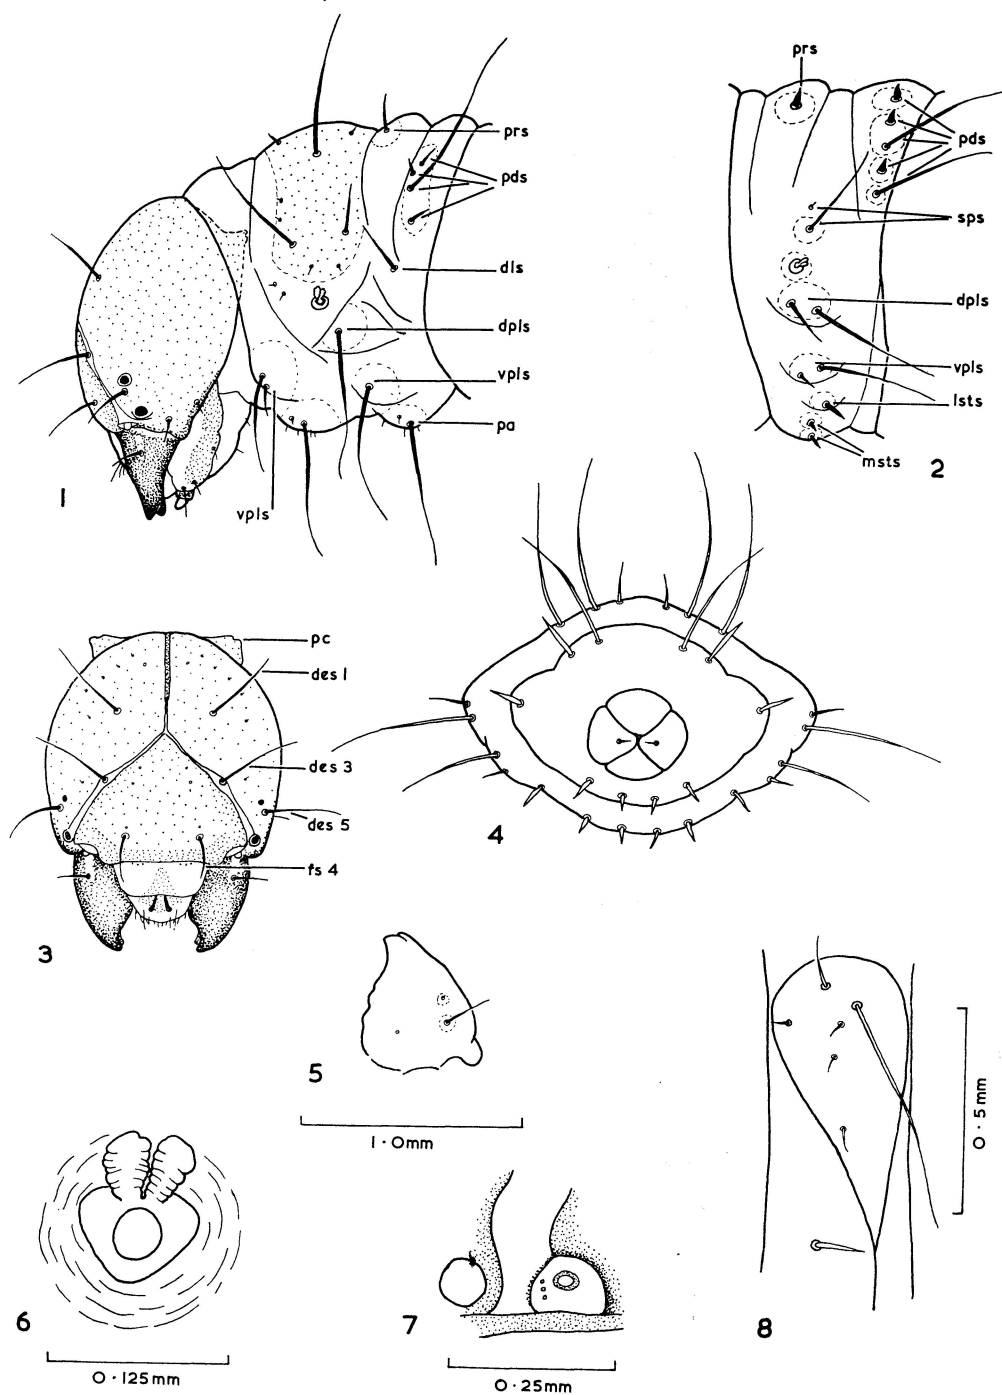 prs
pds
dls
dpls
vpls
pa
vpls
1
prs
pds
sps
dpls
vpls
lsts
msts
2
pc
des 1
des 3
des 5
fs 4
3
4
5
1·0mm
6
0·125mm
7
0·25mm
8
0·5mm